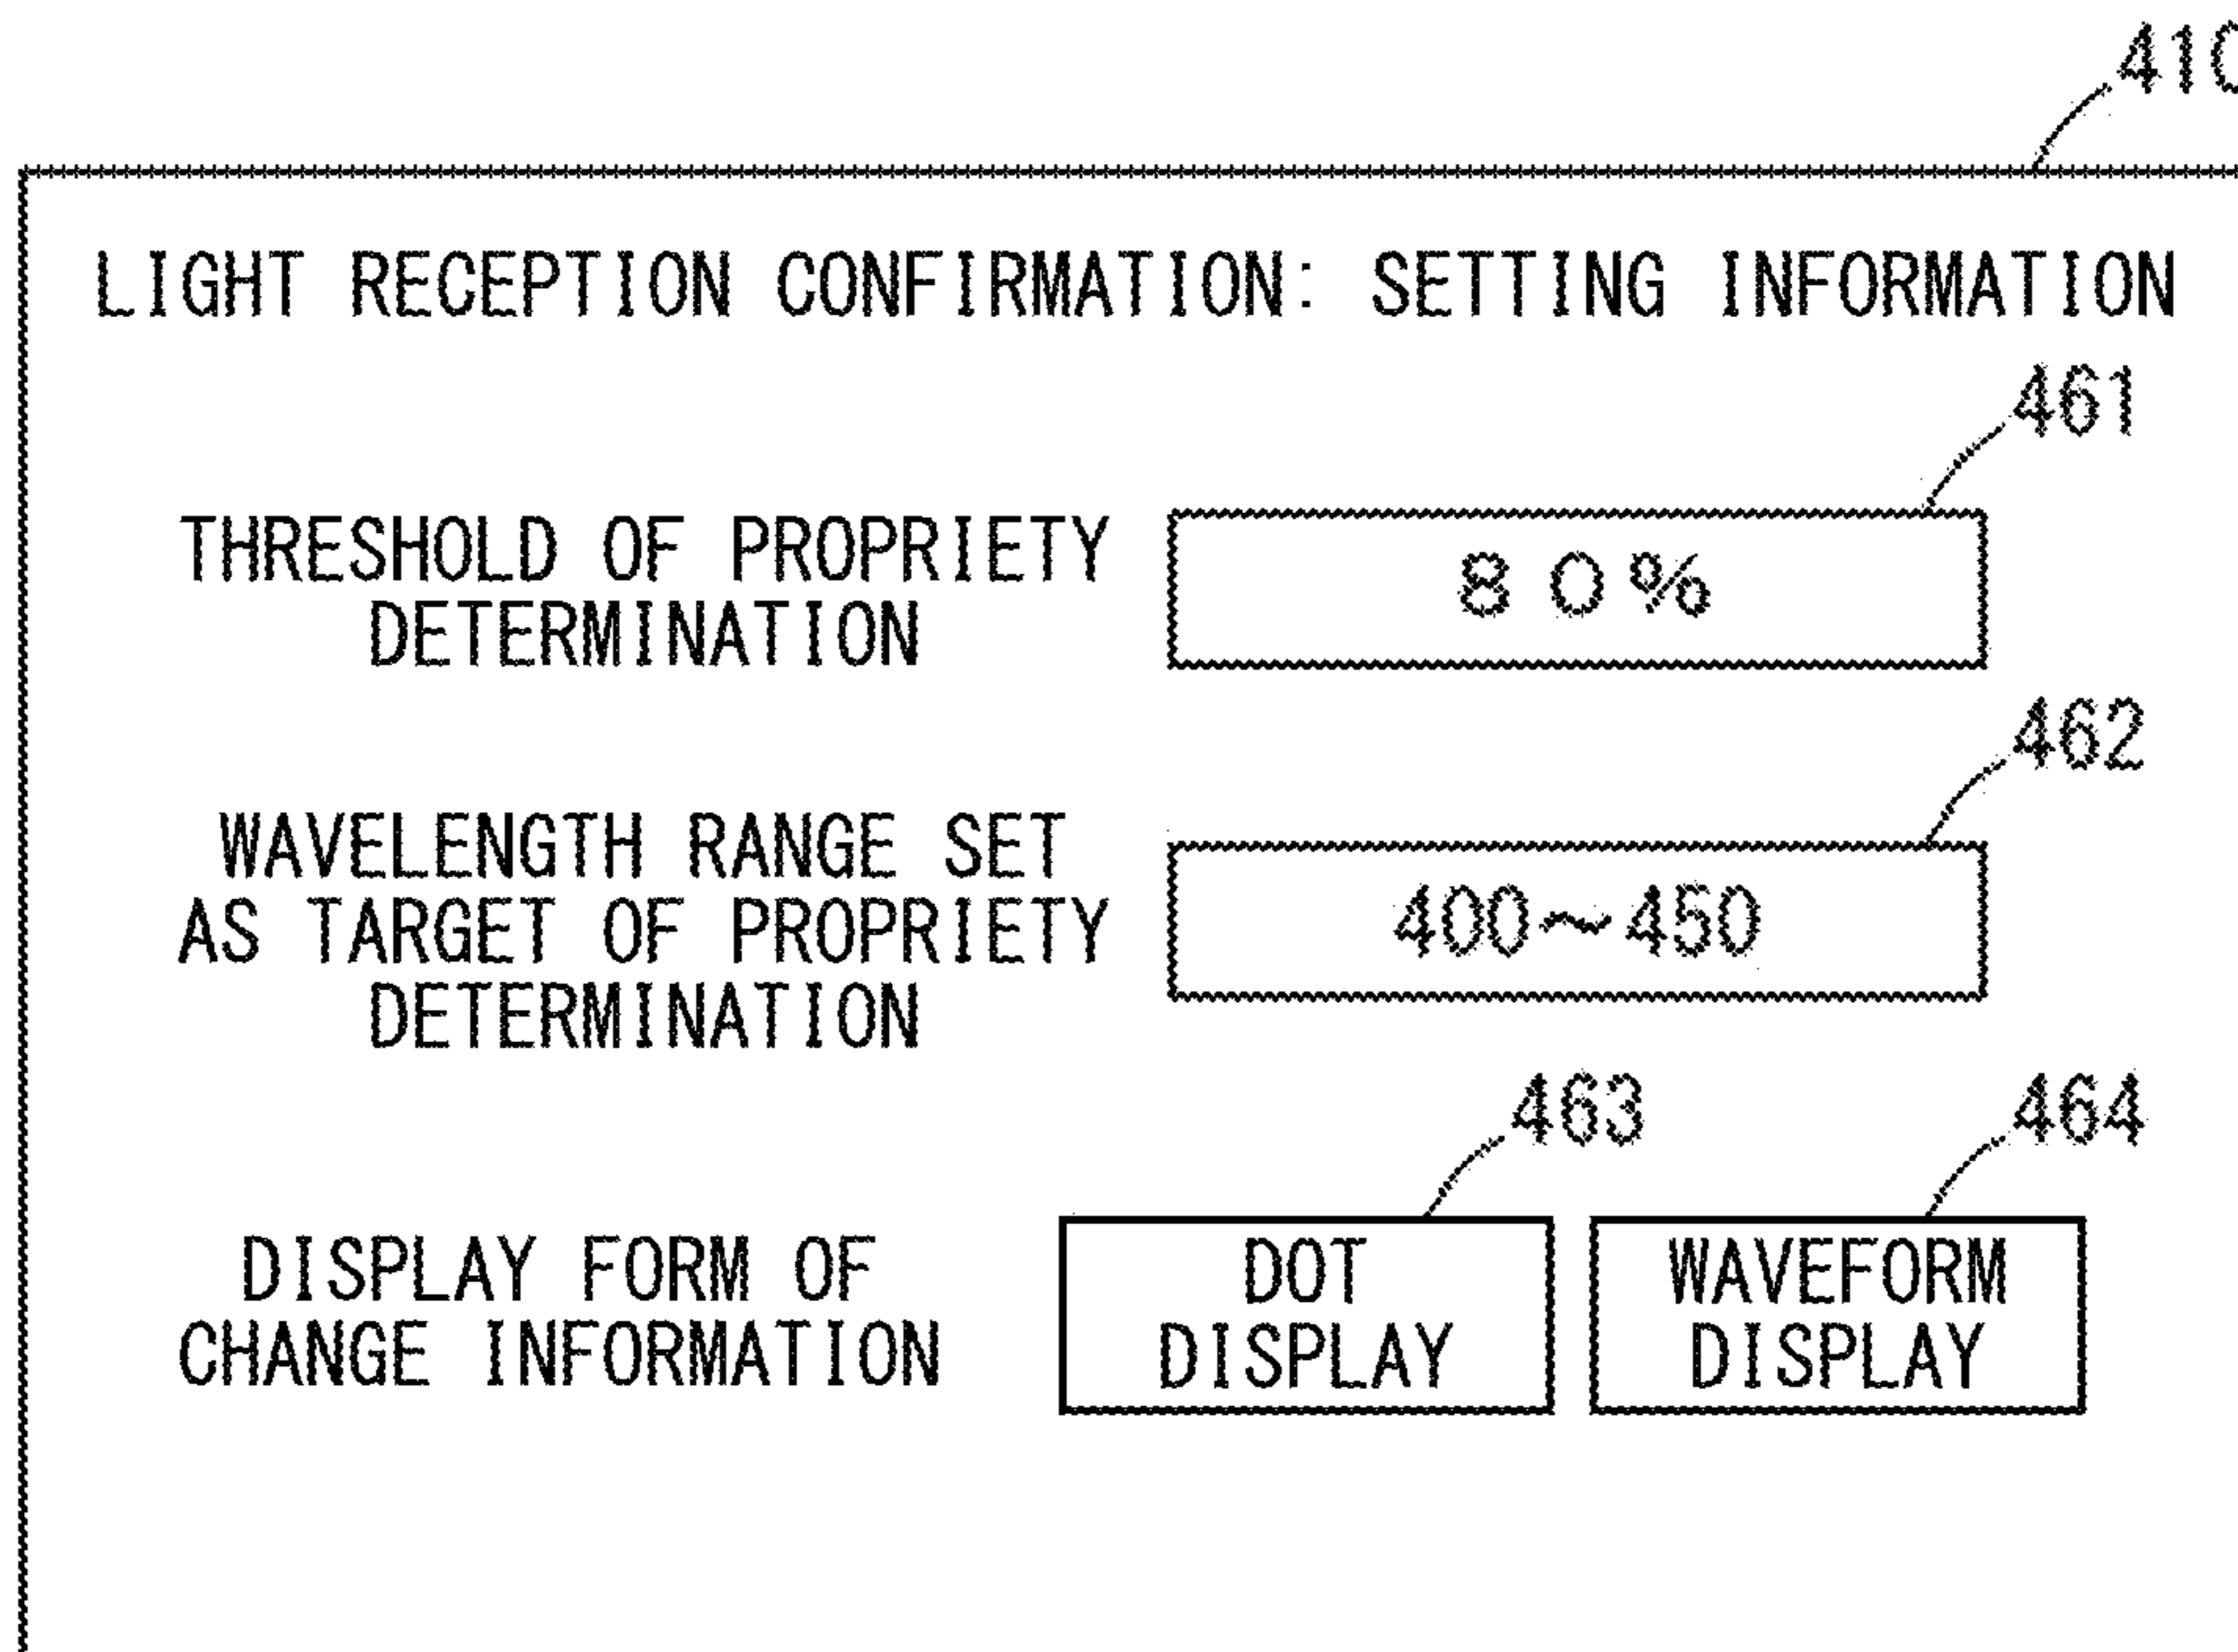 410
LIGHT RECEPTION CONFIRMATION: SETTING INFORMATION
461
THRESHOLD OF PROPRIETY
DETERMINATION
80%
462
WAVELENGTH RANGE SET
AS TARGET OF PROPRIETY
DETERMINATION
400~450
463
464
DISPLAY FORM OF
CHANGE INFORMATION
DOT
DISPLAY
WAVEFORM
DISPLAY